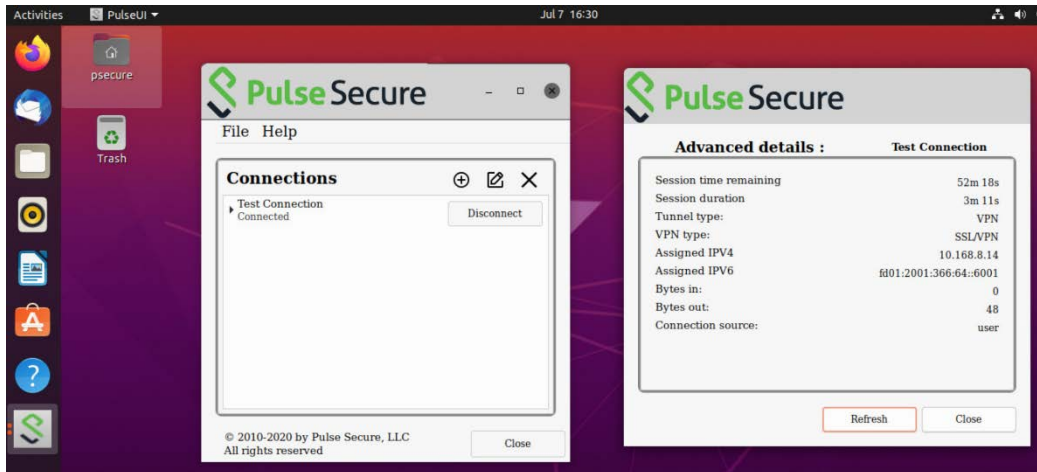 Activities PulseUI Jul 7 16:30
psecure
Trash
Pulse Secure
File Help
Connections
Test Connection
Connected
Disconnect
© 2010-2020 by Pulse Secure, LLC
All rights reserved
Close
Pulse Secure
Advanced details : Test Connection
Session time remaining 52m 18s
Session duration 3m 11s
Tunnel type: VPN
VPN type: SSL/VPN
Assigned IPV4 10.168.8.14
Assigned IPV6 fd01:2001:366:64::6001
Bytes in: 0
Bytes out: 48
Connection source: user
Refresh Close